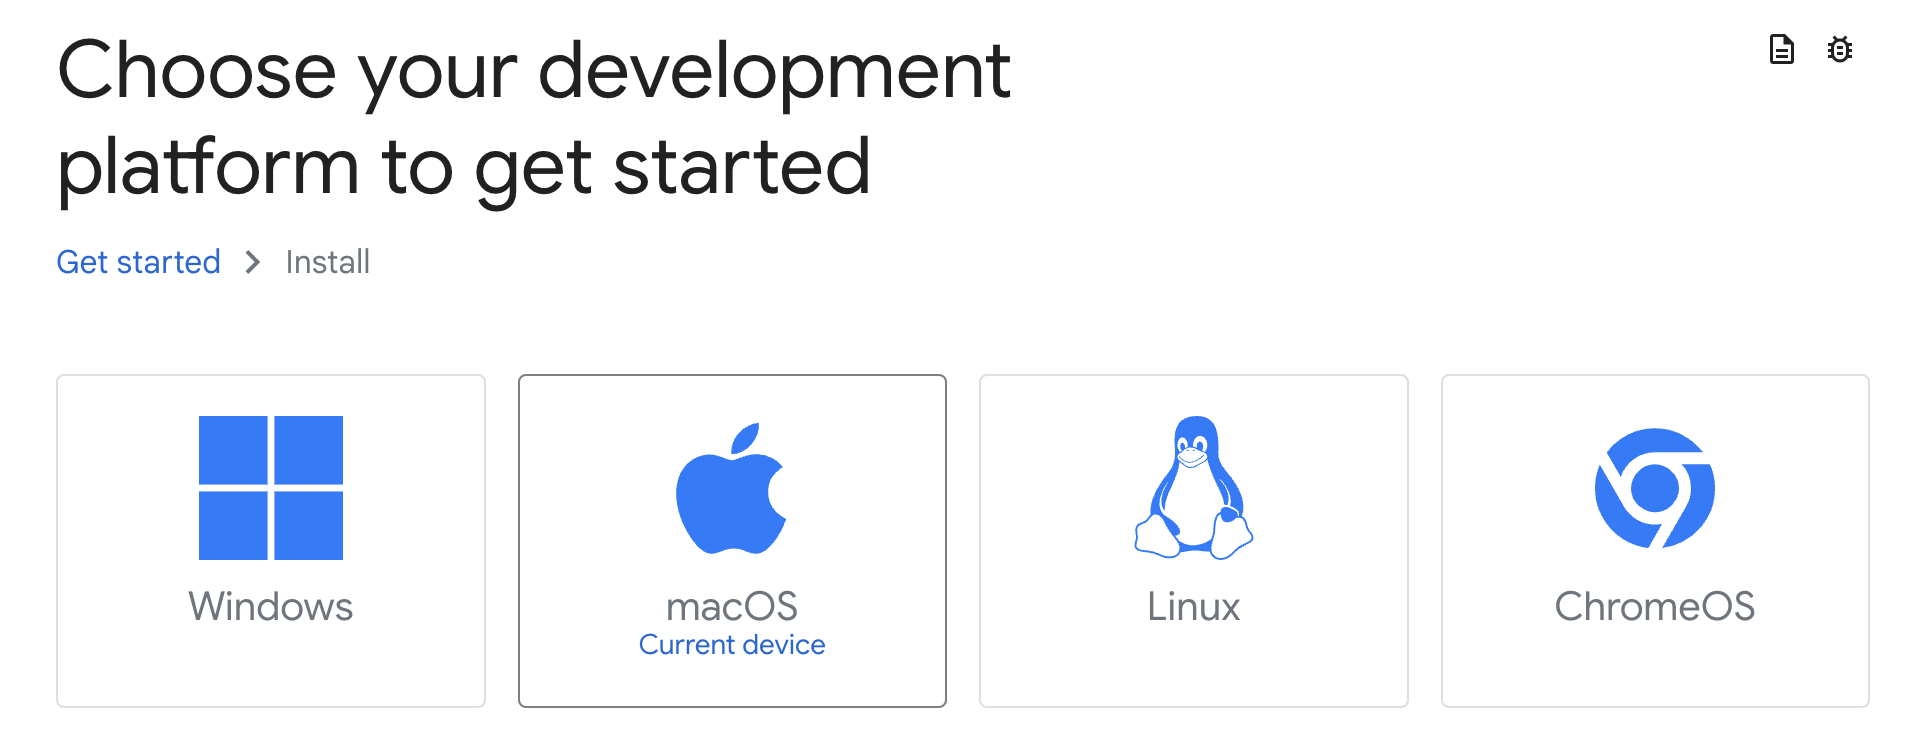 Choose your development
platform to get started
Get started > Install
Windows
macOS
Current device
Linux
ChromeOS